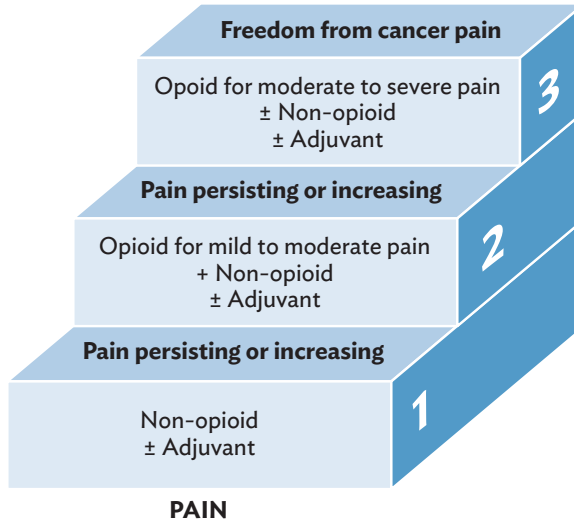 Freedom from cancer pain
Opoid for moderate to severe pain
± Non-opioid
± Adjuvant
3
Pain persisting or increasing
Opioid for mild to moderate pain
+ Non-opioid
± Adjuvant
2
Pain persisting or increasing
Non-opioid
± Adjuvant
1
PAIN